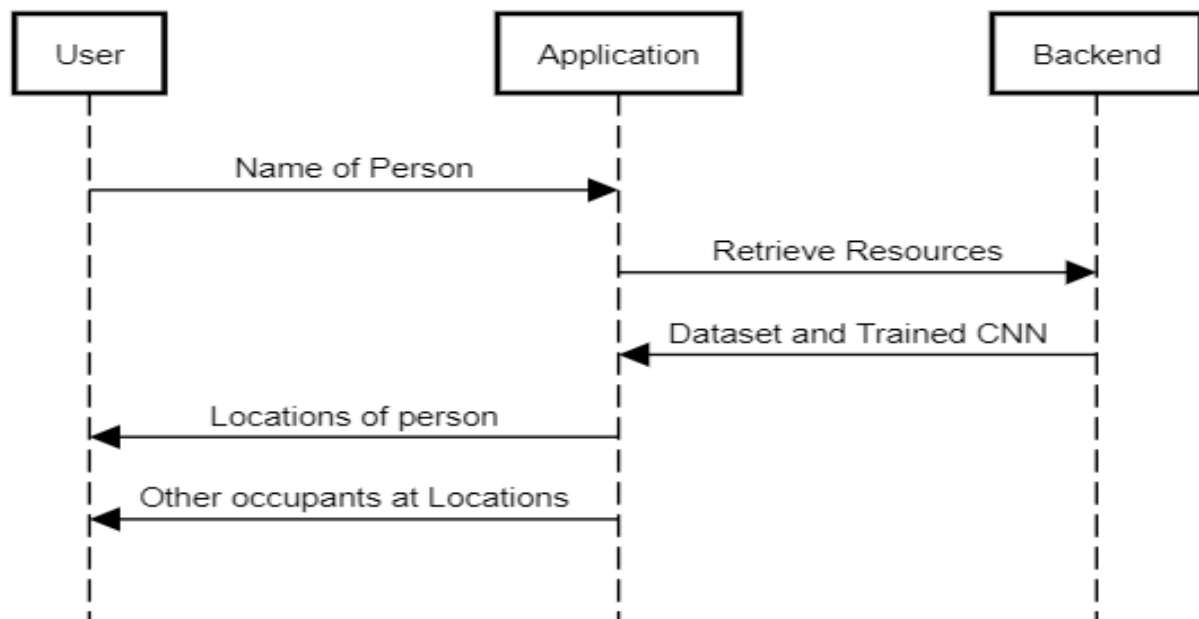 User
Application
Backend
Name of Person
Retrieve Resources
Dataset and Trained CNN
Locations of person
Other occupants at Locations